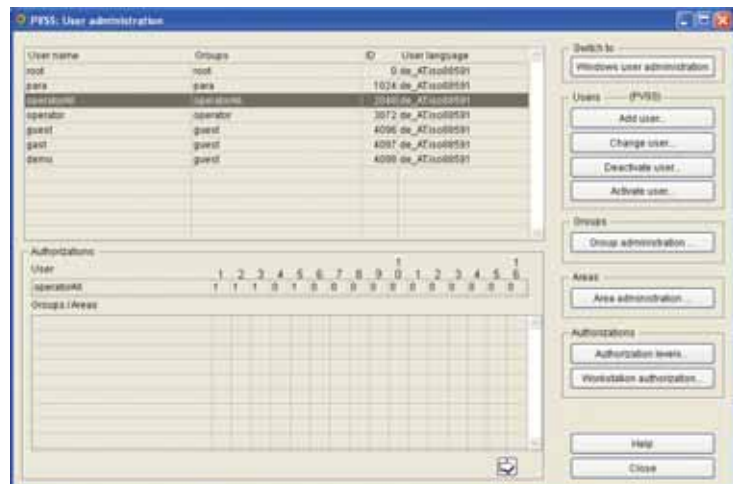 PVSS: User administration
User name Groups ID User language
root root 0 de_AT.iso88591
para para 1024 de_AT.iso88591
operatorAll operatorAll 2048 de_AT.iso88591
operator operator 3072 de_AT.iso88591
guest guest 4096 de_AT.iso88591
gast guest 4097 de_AT.iso88591
demo guest 4098 de_AT.iso88591
Authorizations
User 1 2 3 4 5 6 7 8 9 10 11 12 13 14 15 16
operatorAll 1 1 1 0 1 0 0 0 0 0 0 0 0 0 0 0
Groups / Areas
Switch to
Windows user administration
Users (PVSS)
Add user...
Change user...
Deactivate user...
Activate user...
Groups
Group administration ...
Areas
Area administration ...
Authorizations
Authorization levels...
Workstation authorization...
Help
Close